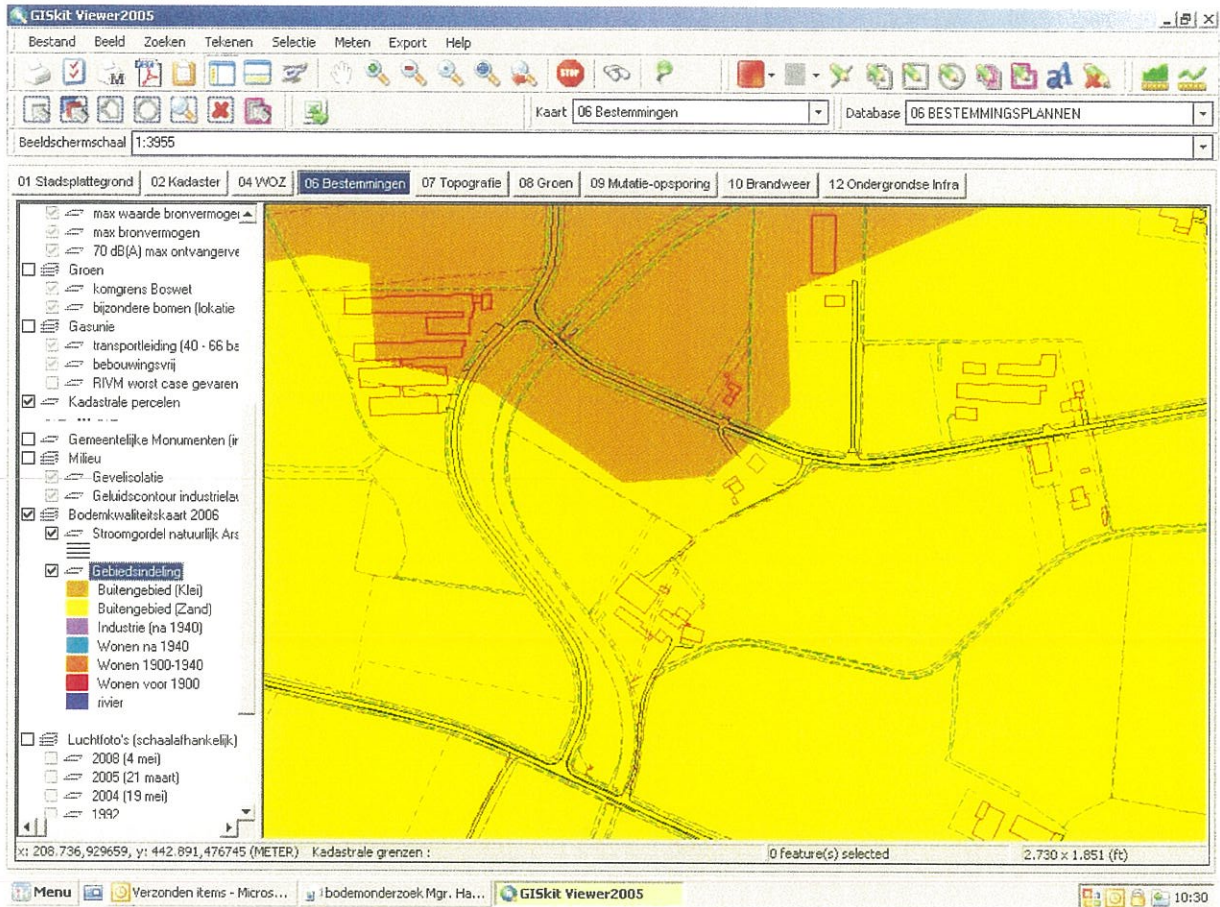 GISkit Viewer2005
Bestand Beeld Zoeken Tekenen Selectie Meten Export Help
M PDF STOP a
Kaart 06 Bestemmingen Database 06 BESTEMMINGSPLANNEN
Beeldschermschaal 1:3955
01 Stadsplattegrond 02 Kadaster 04 WOZ 06 Bestemmingen 07 Topografie 08 Groen 09 Mutatie-opsporing 10 Brandweer 12 Ondergrondse Infra
max waarde bronvermoger
max bronvermogen
70 dB(A) max ontvangerve
Groen
komgrens Boswet
bijzondere bomen (lokatie
Gasunie
transportleiding (40 - 66 ba
bebouwingsvrij
RIVM worst case gevaren
Kadastrale percelen
Gemeentelijke Monumenten (ir
Milieu
Gevelisolatie
Geluidscontour industrielau
Bodemkwaliteitskaart 2006
Stroomgordel natuurlijk Ars
Gebiedsindeling
Buitengebied (Klei)
Buitengebied (Zand)
Industrie (na 1940)
Wonen na 1940
Wonen 1900-1940
Wonen voor 1900
rivier
Luchtfoto's (schaalafhankelijk)
2008 (4 mei)
2005 (21 maart)
2004 (19 mei)
1992
x: 208.736,929659, y: 442.891,476745 (METER) Kadastrale grenzen : 0 feature(s) selected 2.730 x 1.851 (ft)
Menu Verzonden items - Micros... bodemonderzoek Mgr. Ha... GISkit Viewer2005 10:30